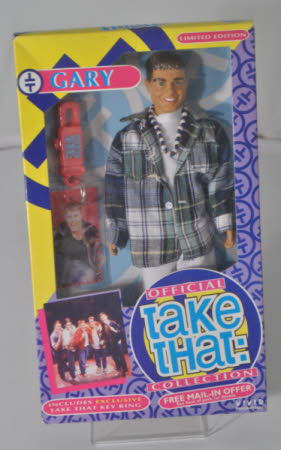 LIMITED EDITION
GARY
OFFICIAL
take
THAT:
COLLECTION
INCLUDES EXCLUSIVE
TAKE THAT KEY RING
FREE MAIL-IN OFFER
VIVID